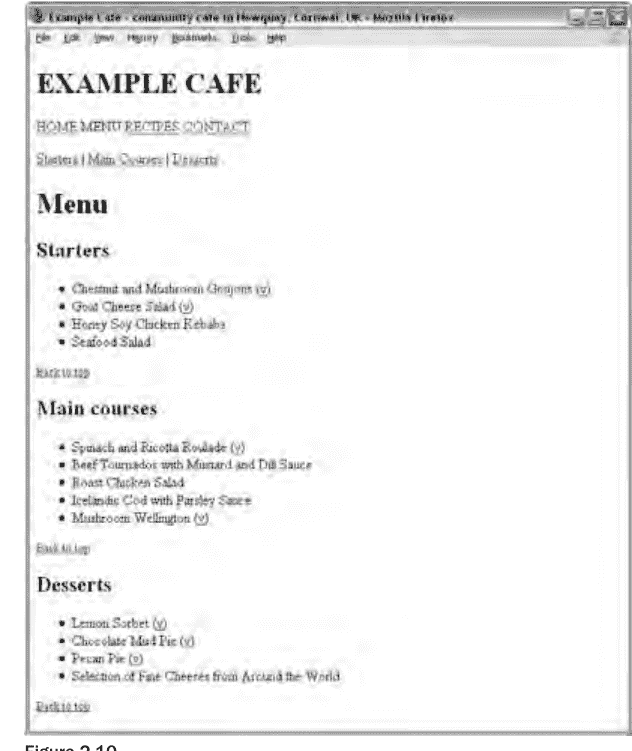 Example Cafe - community cafe in Newquay, Cornwall, UK - Mozilla Firefox
File Edit View History Bookmarks Tools Help
EXAMPLE CAFE
HOME MENU RECIPES CONTACT
Starters | Main Courses | Desserts
Menu
Starters
Chestnut and Mushroom Goujons (v)
Goat Cheese Salad (v)
Honey Soy Chicken Kebabs
Seafood Salad
Back to top
Main courses
Spinach and Ricotta Roulade (v)
Beef Tournados with Mustard and Dill Sauce
Roast Chicken Salad
Icelandic Cod with Parsley Sauce
Mushroom Wellington (v)
Back to top
Desserts
Lemon Sorbet (v)
Chocolate Mud Pie (v)
Pecan Pie (v)
Selection of Fine Cheeses from Around the World
Back to top